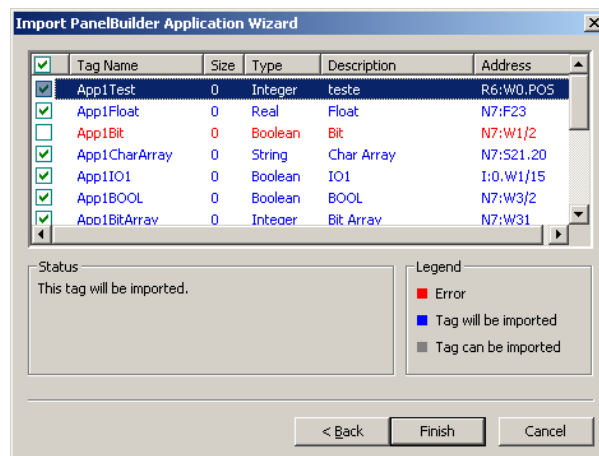 Import PanelBuilder Application Wizard
Tag Name Size Type Description Address
App1Test 0 Integer teste R6:W0.POS
App1Float 0 Real Float N7:F23
App1Bit 0 Boolean Bit N7:W1/2
App1CharArray 0 String Char Array N7:S21.20
App1IO1 0 Boolean IO1 I:0.W1/15
App1BOOL 0 Boolean BOOL N7:W3/2
App1BitArray 0 Integer Bit Array N7:W31
Status
This tag will be imported.
Legend
Error
Tag will be imported
Tag can be imported
< Back Finish Cancel